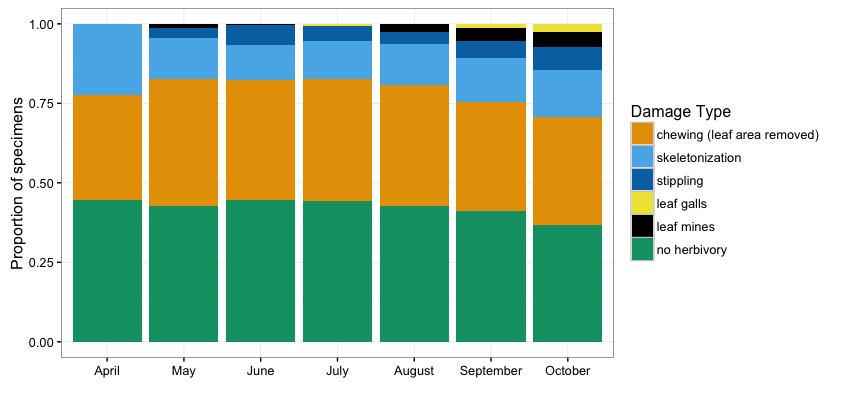 Proportion of specimens
1.00
0.75
0.50
0.25
0.00
April May June July August September October
Damage Type
chewing (leaf area removed)
skeletonization
stippling
leaf galls
leaf mines
no herbivory